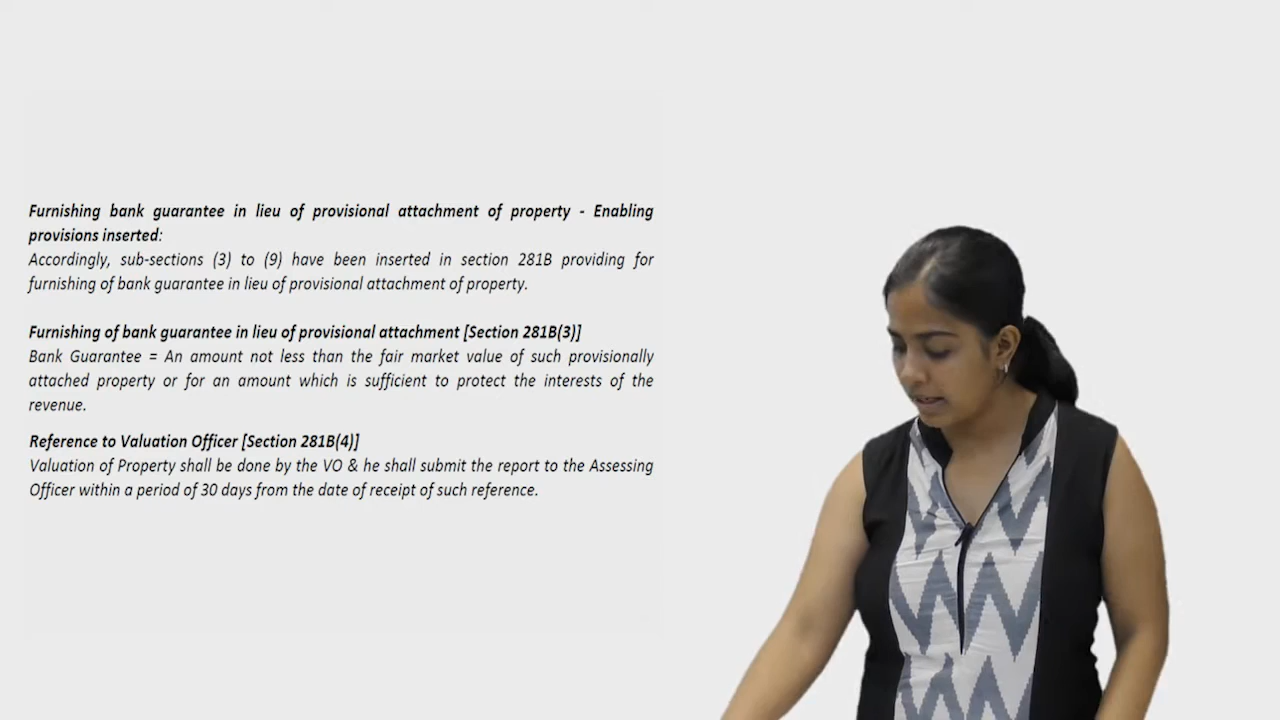 Furnishing bank guarantee in lieu of provisional attachment of property - Enabling
provisions inserted:
Accordingly, sub-sections (3) to (9) have been inserted in section 281B providing for
furnishing of bank guarantee in lieu of provisional attachment of property.
Furnishing of bank guarantee in lieu of provisional attachment [Section 281B(3)]
Bank Guarantee = An amount not less than the fair market value of such provisionally
attached property or for an amount which is sufficient to protect the interests of the
revenue.
Reference to Valuation Officer [Section 281B(4)]
Valuation of Property shall be done by the VO & he shall submit the report to the Assessing
Officer within a period of 30 days from the date of receipt of such reference.